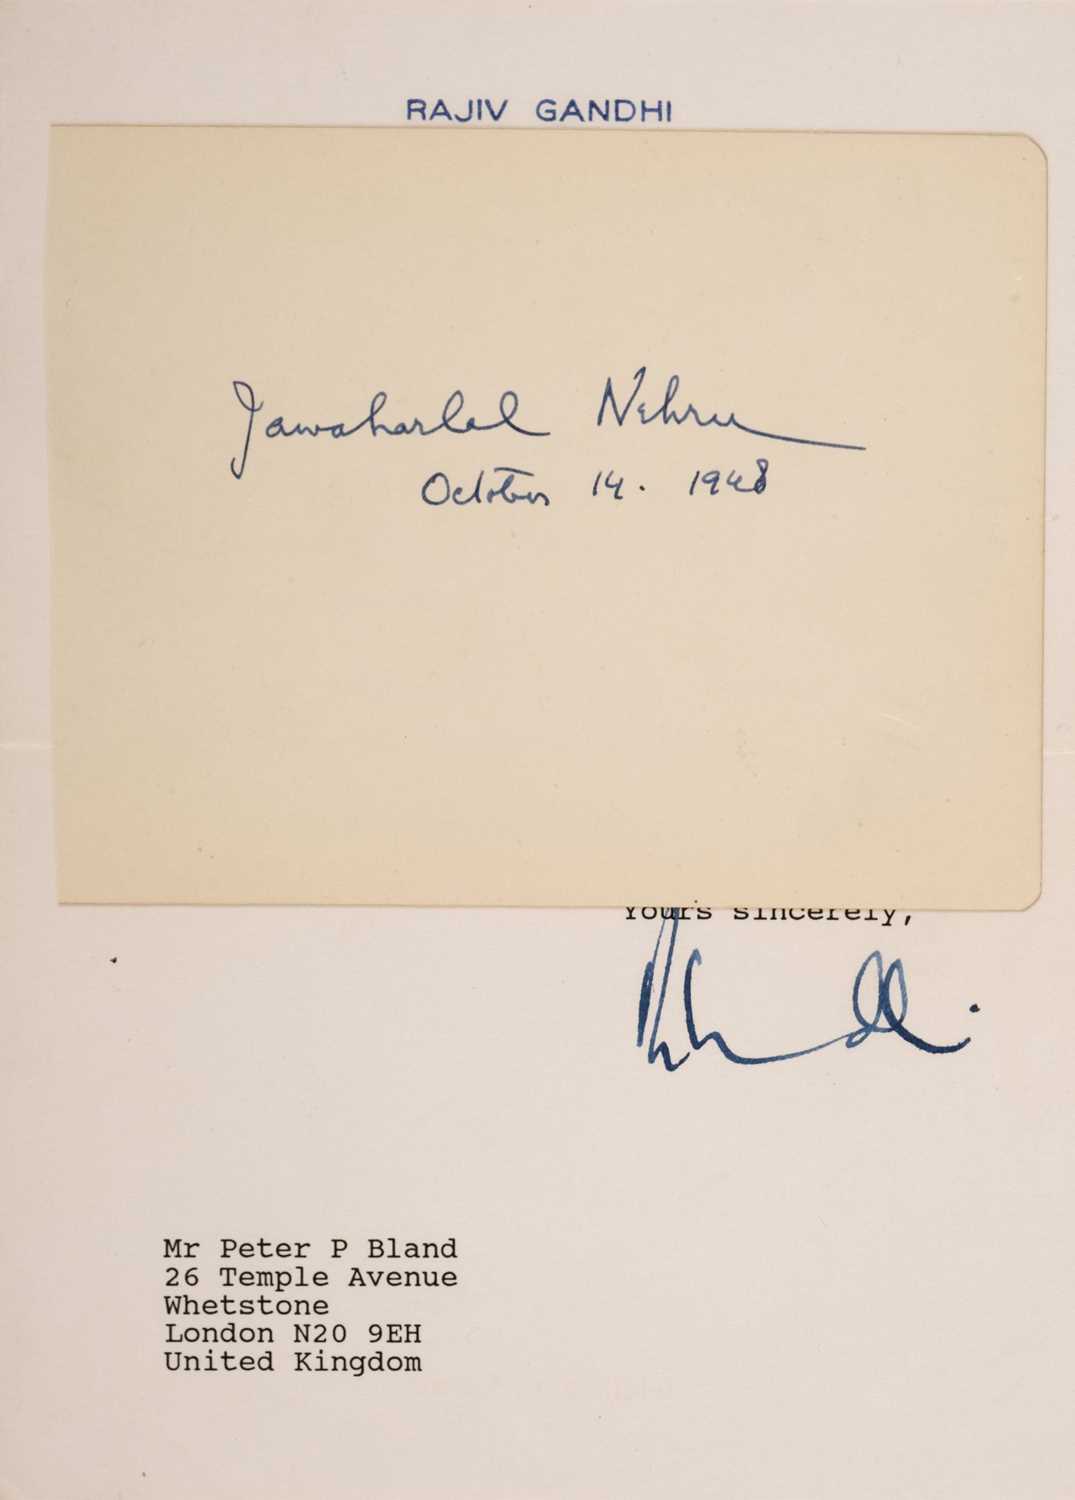 RAJIV GANDHI
Jawaharlal Nehru
October 14. 1948
Yours sincerely,
Mr Peter P Bland
26 Temple Avenue
Whetstone
London N20 9EH
United Kingdom